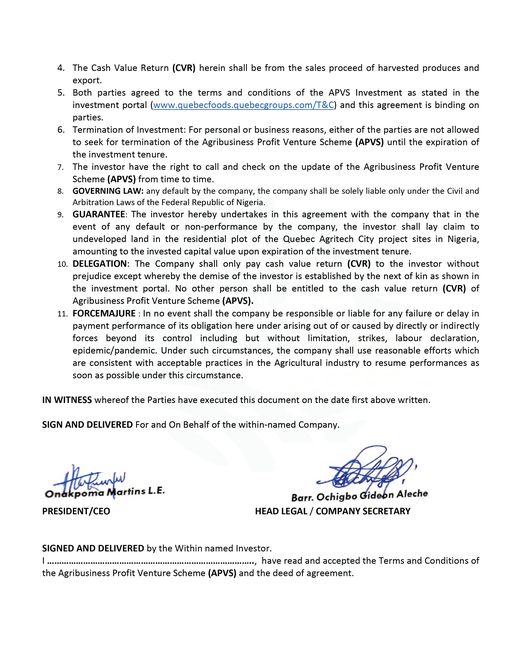 4. The Cash Value Return (CVR) herein shall be from the sales proceed of harvested produces and
export.
5. Both parties agreed to the terms and conditions of the APVS Investment as stated in the
investment portal (www.quebecfoods.quebecgroups.com/T&C) and this agreement is binding on
parties.
6. Termination of Investment: For personal or business reasons, either of the parties are not allowed
to seek for termination of the Agribusiness Profit Venture Scheme (APVS) until the expiration of
the investment tenure.
7. The investor have the right to call and check on the update of the Agribusiness Profit Venture
Scheme (APVS) from time to time.
8. GOVERNING LAW: any default by the company, the company shall be solely liable only under the Civil and
Arbitration Laws of the Federal Republic of Nigeria.
9. GUARANTEE: The investor hereby undertakes in this agreement with the company that in the
event of any default or non-performance by the company, the investor shall lay claim to
undeveloped land in the residential plot of the Quebec Agritech City project sites in Nigeria,
amounting to the invested capital value upon expiration of the investment tenure.
10. DELEGATION: The Company shall only pay cash value return (CVR) to the investor without
prejudice except whereby the demise of the investor is established by the next of kin as shown in
the investment portal. No other person shall be entitled to the cash value return (CVR) of
Agribusiness Profit Venture Scheme (APVS).
11. FORCEMAJURE : In no event shall the company be responsible or liable for any failure or delay in
payment performance of its obligation here under arising out of or caused by directly or indirectly
forces beyond its control including but without limitation, strikes, labour declaration,
epidemic/pandemic. Under such circumstances, the company shall use reasonable efforts which
are consistent with acceptable practices in the Agricultural industry to resume performances as
soon as possible under this circumstance.
IN WITNESS whereof the Parties have executed this document on the date first above written.
SIGN AND DELIVERED For and On Behalf of the within-named Company.
Onakpoma Martins L.E.
Barr. Ochigbo Gideon Aleche
PRESIDENT/CEO
HEAD LEGAL / COMPANY SECRETARY
SIGNED AND DELIVERED by the Within named Investor.
I ……………………………………………………………………………., have read and accepted the Terms and Conditions of
the Agribusiness Profit Venture Scheme (APVS) and the deed of agreement.